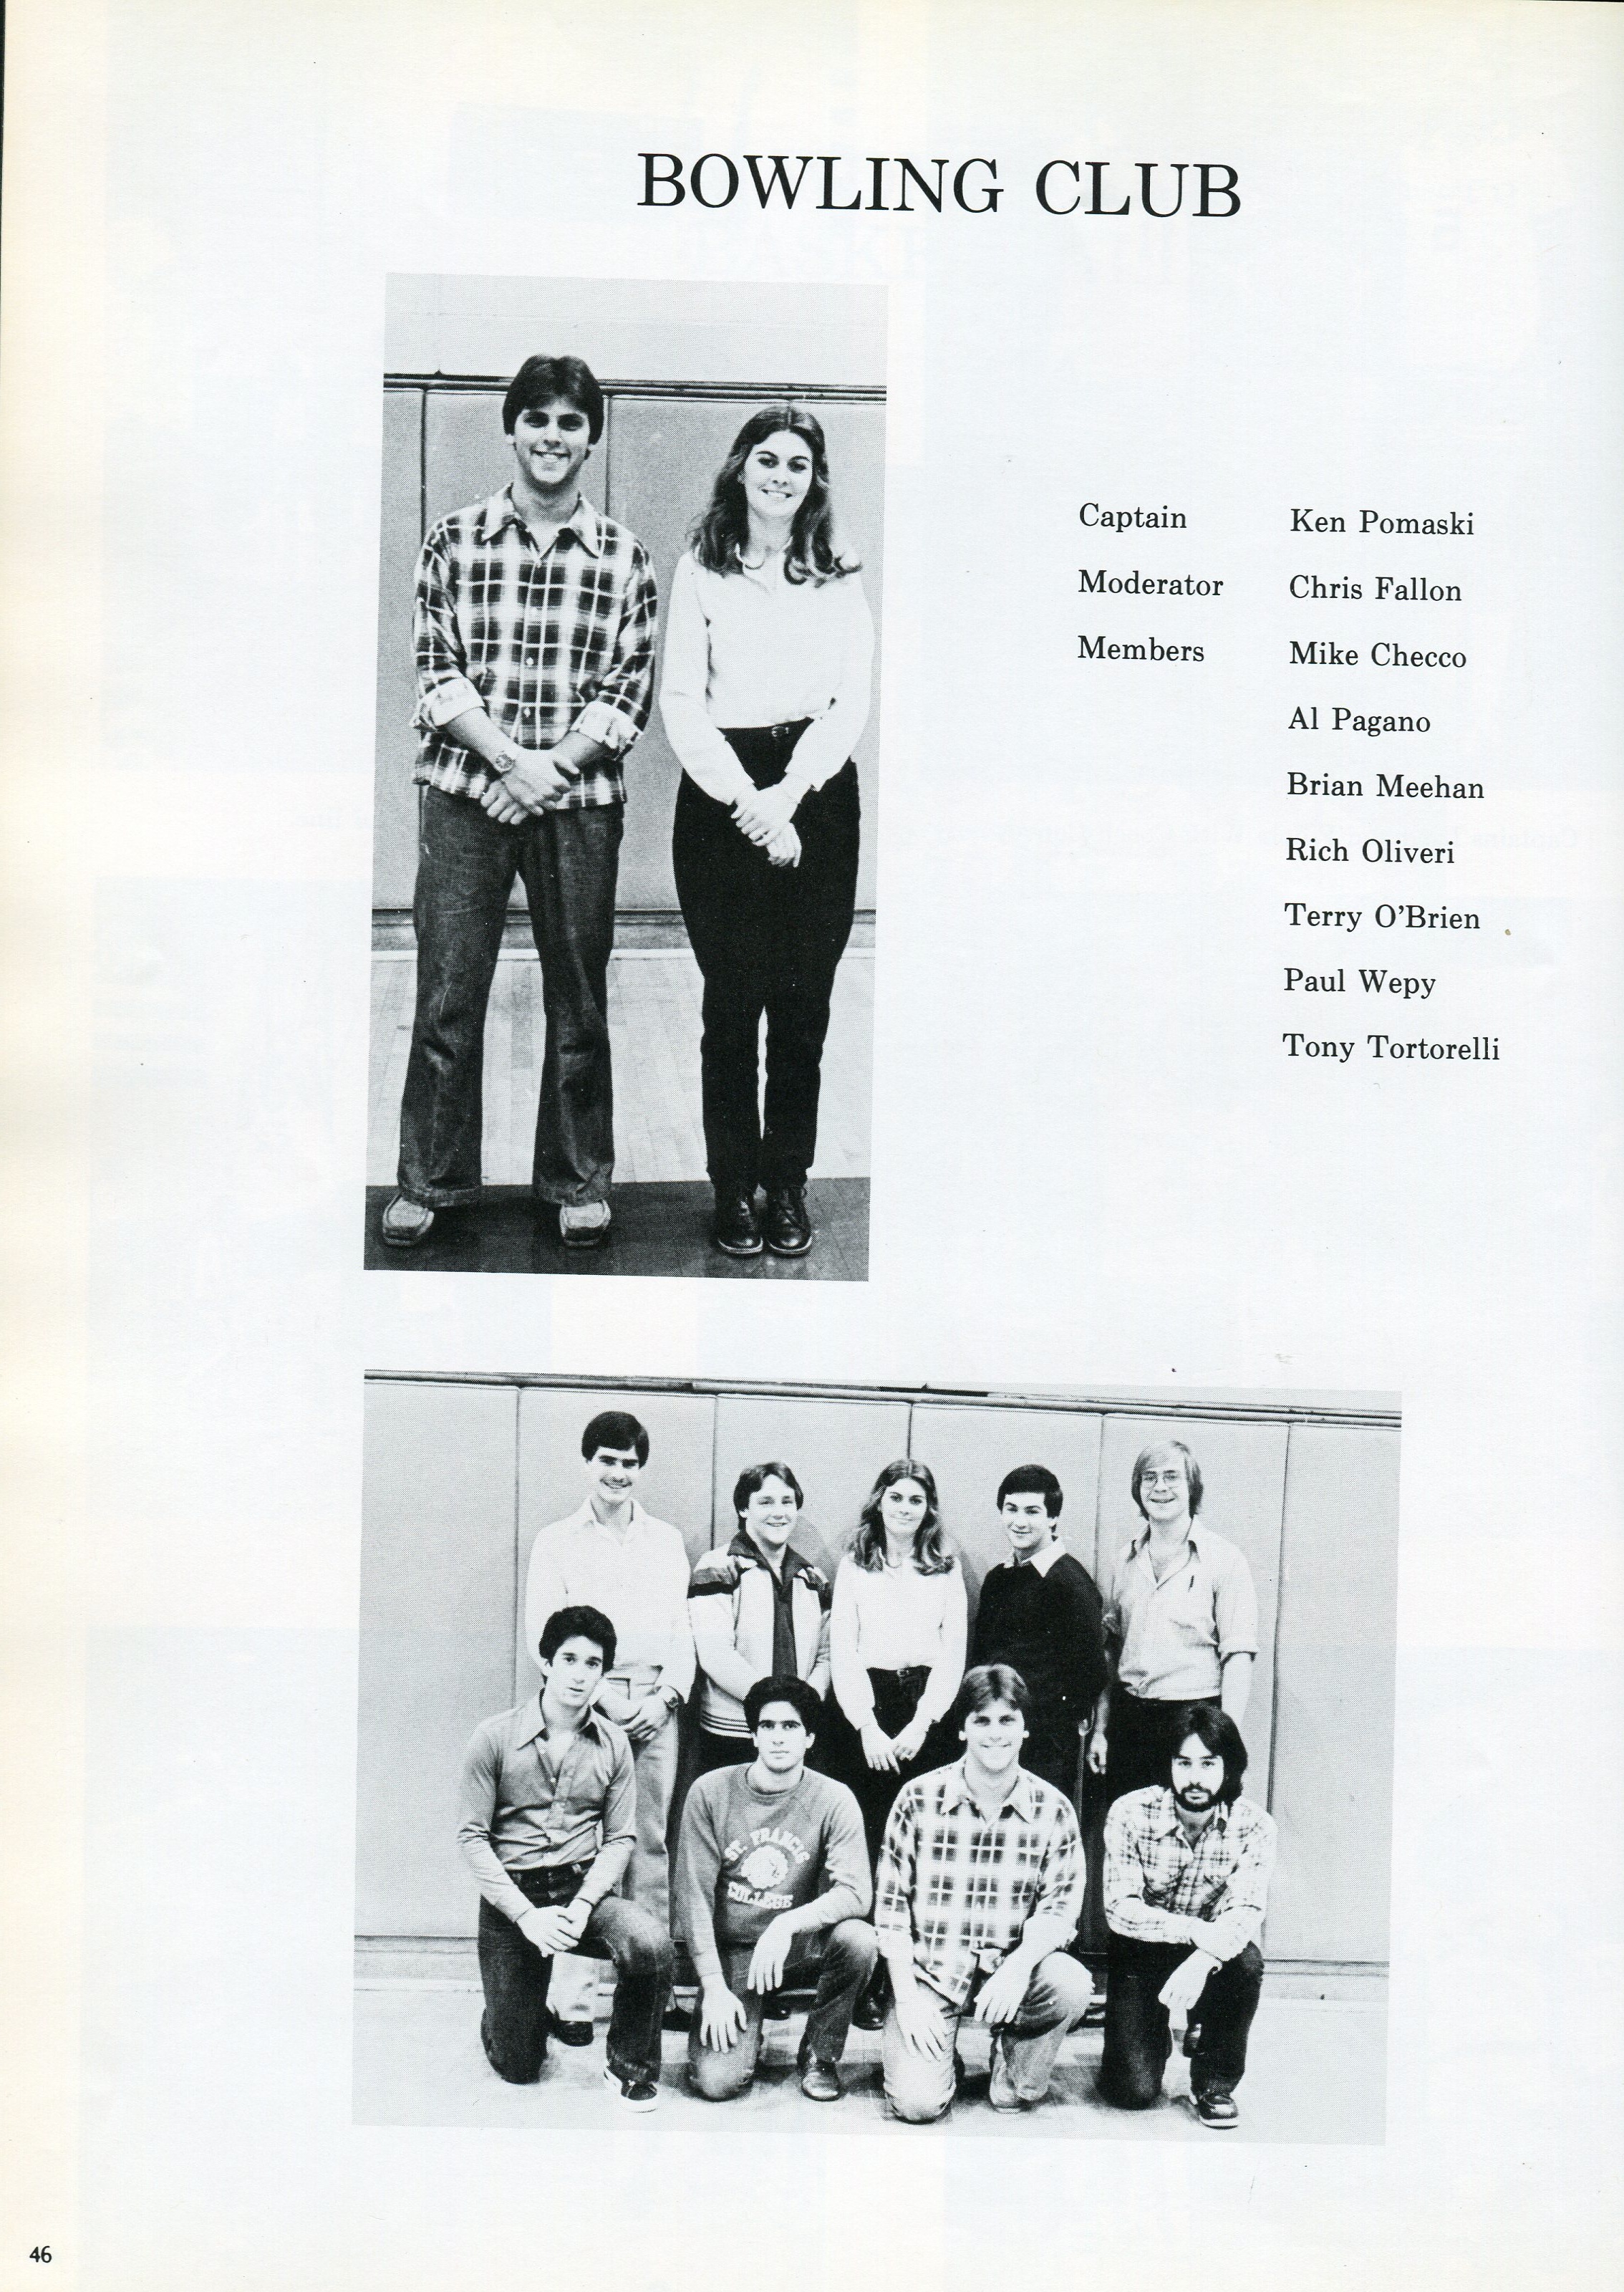 BOWLING CLUB
Captain Ken Pomaski
Moderator Chris Fallon
Members Mike Checco
Al Pagano
Brian Meehan
Rich Oliveri
Terry O'Brien
Paul Wepy
Tony Tortorelli
ST. FRANCIS
COLLEGE
46